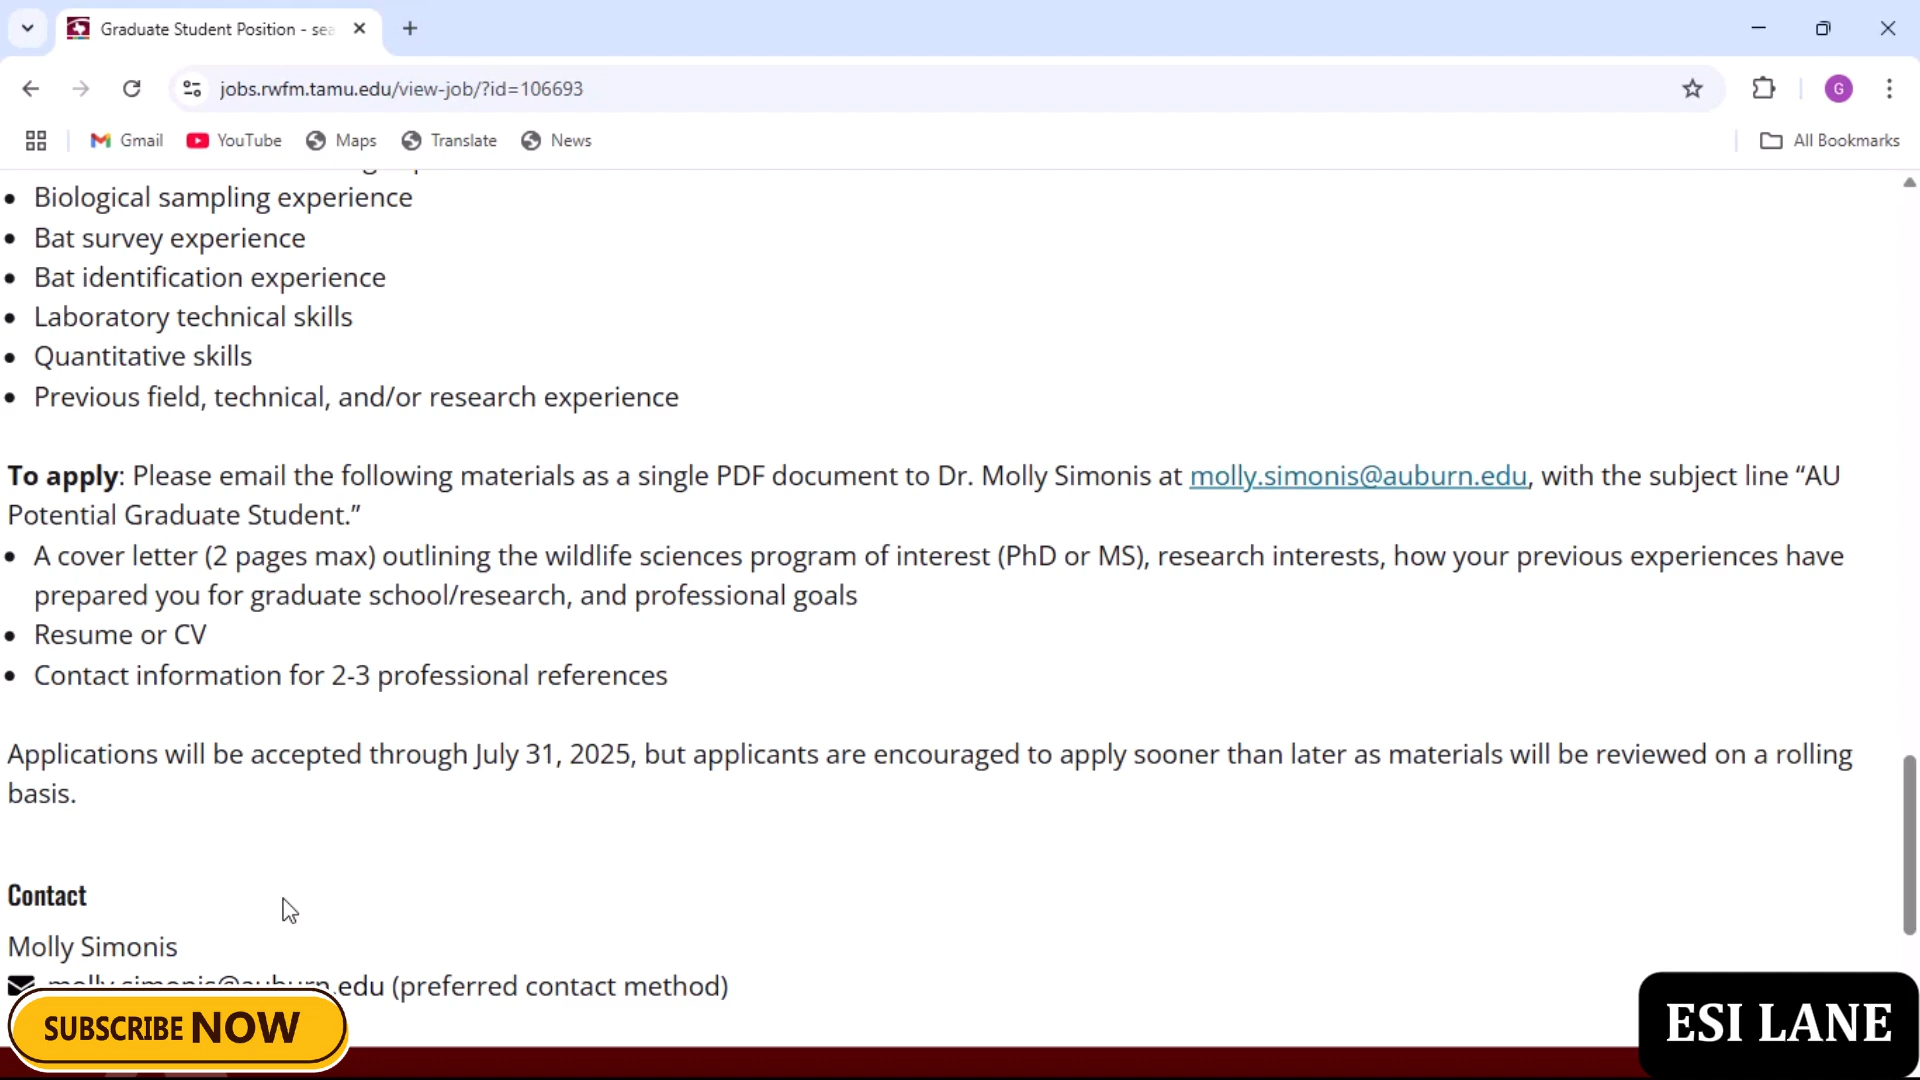 Graduate Student Position - sea
jobs.rwfm.tamu.edu/view-job/?id=106693
G
Gmail
YouTube
Maps
Translate
News
All Bookmarks
Biological sampling experience
Bat survey experience
Bat identification experience
Laboratory technical skills
Quantitative skills
Previous field, technical, and/or research experience
To apply: Please email the following materials as a single PDF document to Dr. Molly Simonis at molly.simonis@auburn.edu, with the subject line “AU
Potential Graduate Student.”
A cover letter (2 pages max) outlining the wildlife sciences program of interest (PhD or MS), research interests, how your previous experiences have
prepared you for graduate school/research, and professional goals
Resume or CV
Contact information for 2-3 professional references
Applications will be accepted through July 31, 2025, but applicants are encouraged to apply sooner than later as materials will be reviewed on a rolling
basis.
Contact
Molly Simonis
molly.simonis@auburn.edu (preferred contact method)
SUBSCRIBE NOW
ESI LANE